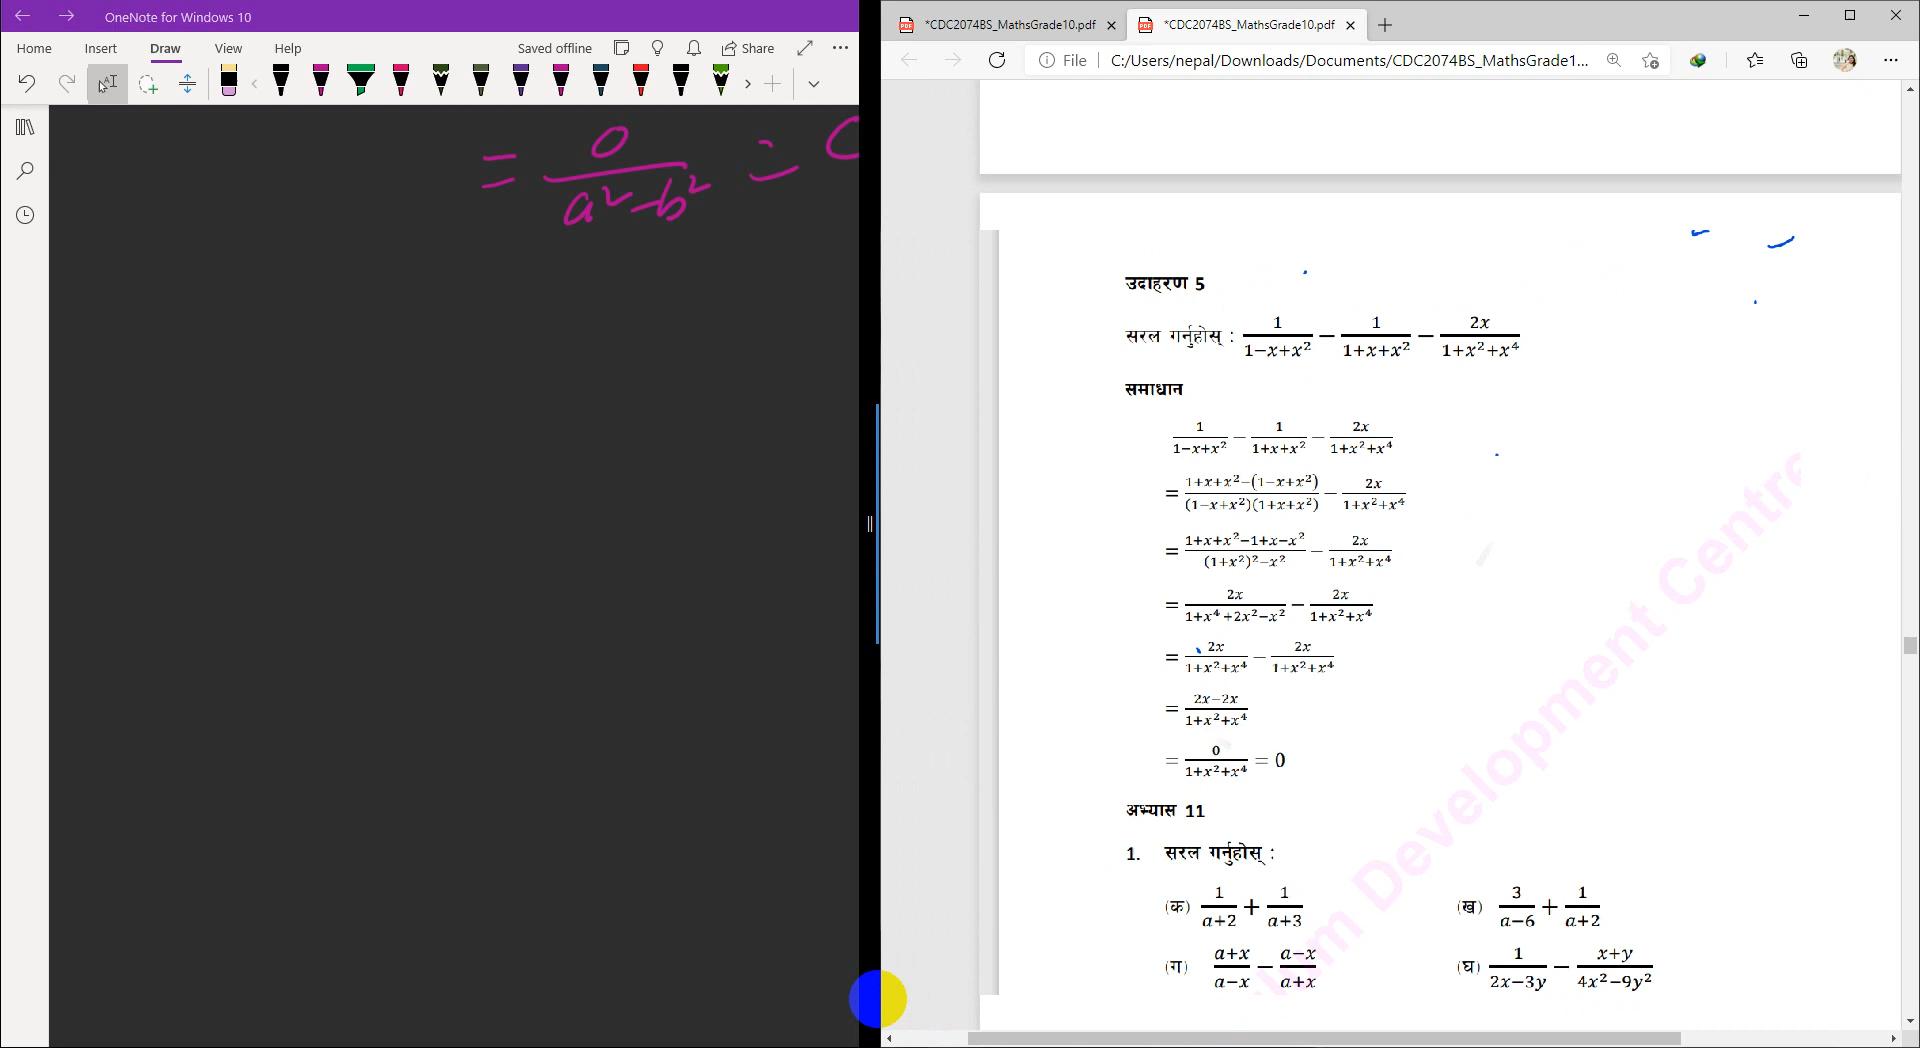 OneNote for Windows 10
Home Insert Draw View Help Saved offline Share
= 0/(a²-b²) =
*CDC2074BS_MathsGrade10.pdf
*CDC2074BS_MathsGrade10.pdf
File C:/Users/nepal/Downloads/Documents/CDC2074BS_MathsGrade1...
उदाहरण 5
सरल गर्नुहोस् : 1/(1−x+x²) − 1/(1+x+x²) − 2x/(1+x²+x⁴)
समाधान
1/(1−x+x²) − 1/(1+x+x²) − 2x/(1+x²+x⁴)
= (1+x+x²−(1−x+x²))/((1−x+x²)(1+x+x²)) − 2x/(1+x²+x⁴)
= (1+x+x²−1+x−x²)/((1+x²)²−x²) − 2x/(1+x²+x⁴)
= 2x/(1+x⁴+2x²−x²) − 2x/(1+x²+x⁴)
= 2x/(1+x²+x⁴) − 2x/(1+x²+x⁴)
= (2x−2x)/(1+x²+x⁴)
= 0/(1+x²+x⁴) = 0
अभ्यास 11
1. सरल गर्नुहोस् :
(क) 1/(a+2) + 1/(a+3) (ख) 3/(a−6) + 1/(a+2)
(ग) (a+x)/(a−x) − (a−x)/(a+x) (घ) 1/(2x−3y) − (x+y)/(4x²−9y²)
Development Centre